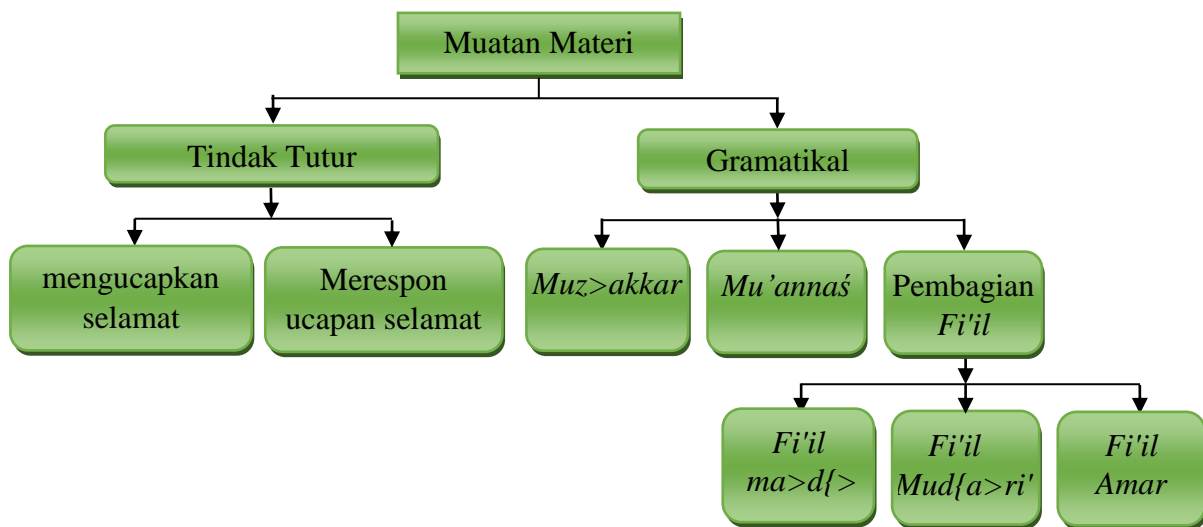 Muatan Materi
Tindak Tutur
Gramatikal
mengucapkan
selamat
Merespon
ucapan selamat
Muz>akkar
Mu’annaś
Pembagian
Fi'il
Fi'il
ma>d{>
Fi'il
Mud{a>ri'
Fi'il
Amar